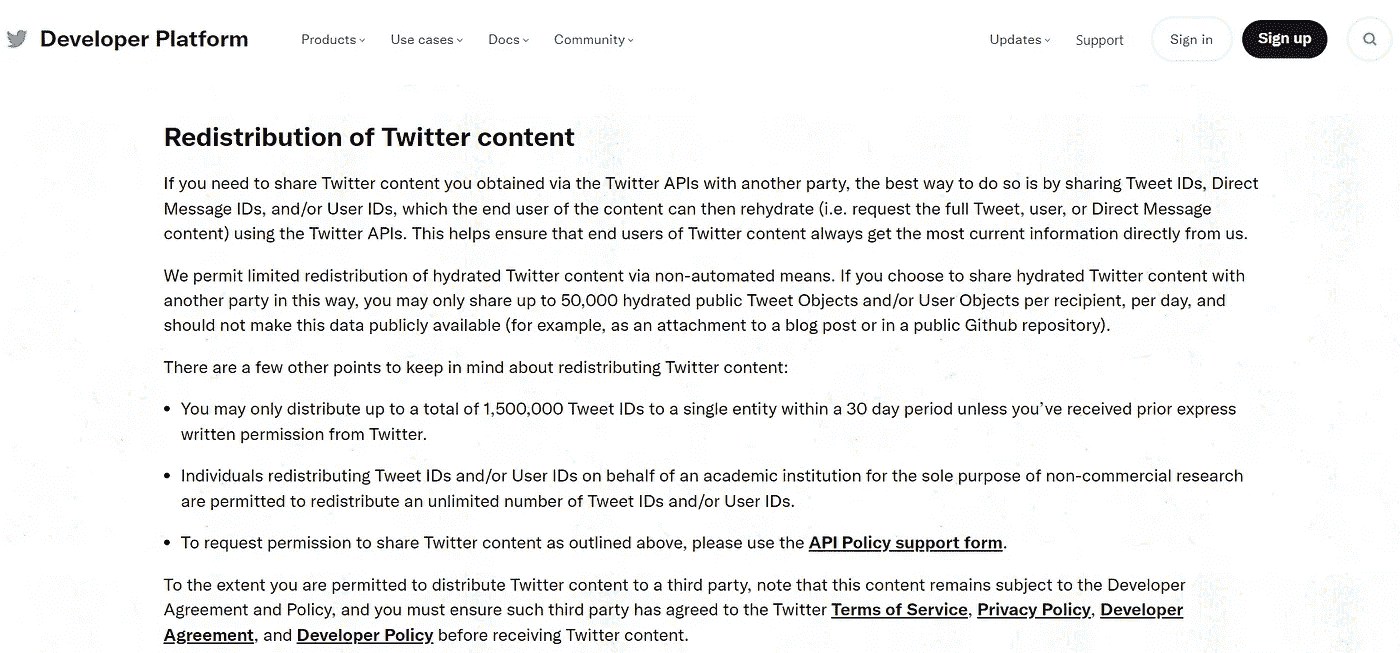 Developer Platform Products Use cases Docs Community Updates Support Sign in Sign up
Redistribution of Twitter content
If you need to share Twitter content you obtained via the Twitter APIs with another party, the best way to do so is by sharing Tweet IDs, Direct
Message IDs, and/or User IDs, which the end user of the content can then rehydrate (i.e. request the full Tweet, user, or Direct Message
content) using the Twitter APIs. This helps ensure that end users of Twitter content always get the most current information directly from us.
We permit limited redistribution of hydrated Twitter content via non-automated means. If you choose to share hydrated Twitter content with
another party in this way, you may only share up to 50,000 hydrated public Tweet Objects and/or User Objects per recipient, per day, and
should not make this data publicly available (for example, as an attachment to a blog post or in a public Github repository).
There are a few other points to keep in mind about redistributing Twitter content:
• You may only distribute up to a total of 1,500,000 Tweet IDs to a single entity within a 30 day period unless you've received prior express
written permission from Twitter.
• Individuals redistributing Tweet IDs and/or User IDs on behalf of an academic institution for the sole purpose of non-commercial research
are permitted to redistribute an unlimited number of Tweet IDs and/or User IDs.
• To request permission to share Twitter content as outlined above, please use the API Policy support form.
To the extent you are permitted to distribute Twitter content to a third party, note that this content remains subject to the Developer
Agreement and Policy, and you must ensure such third party has agreed to the Twitter Terms of Service, Privacy Policy, Developer
Agreement, and Developer Policy before receiving Twitter content.